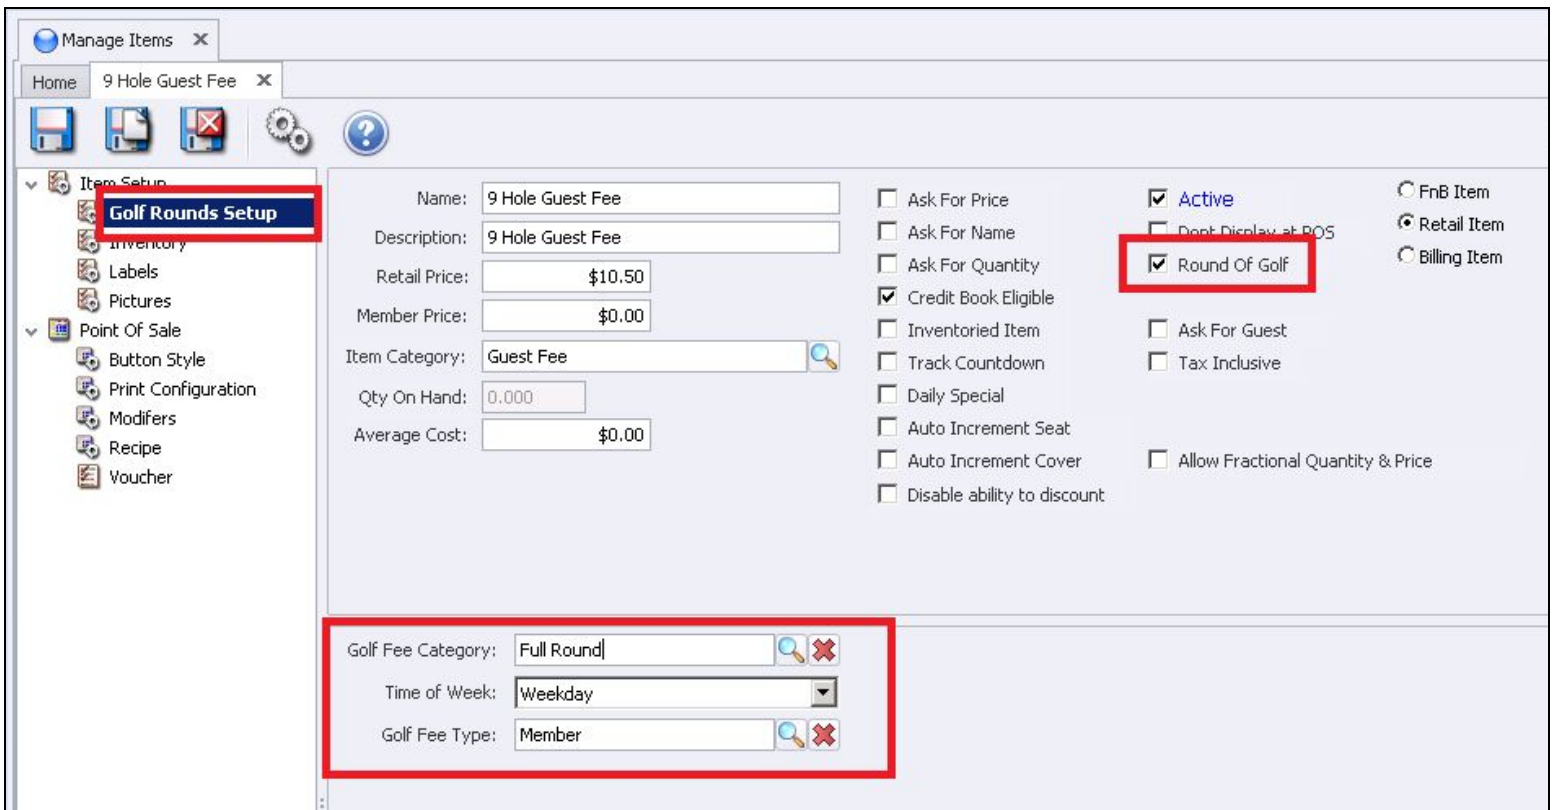 Manage Items
Home 9 Hole Guest Fee
Item Setup
Golf Rounds Setup
Inventory
Labels
Pictures
Point Of Sale
Button Style
Print Configuration
Modifers
Recipe
Voucher
Name: 9 Hole Guest Fee
Description: 9 Hole Guest Fee
Retail Price: $10.50
Member Price: $0.00
Item Category: Guest Fee
Qty On Hand: 0.000
Average Cost: $0.00
Ask For Price
Ask For Name
Ask For Quantity
Credit Book Eligible
Inventoried Item
Track Countdown
Daily Special
Auto Increment Seat
Auto Increment Cover
Disable ability to discount
Active
Dont Display at POS
Round Of Golf
Ask For Guest
Tax Inclusive
Allow Fractional Quantity & Price
FnB Item
Retail Item
Billing Item
Golf Fee Category: Full Round
Time of Week: Weekday
Golf Fee Type: Member